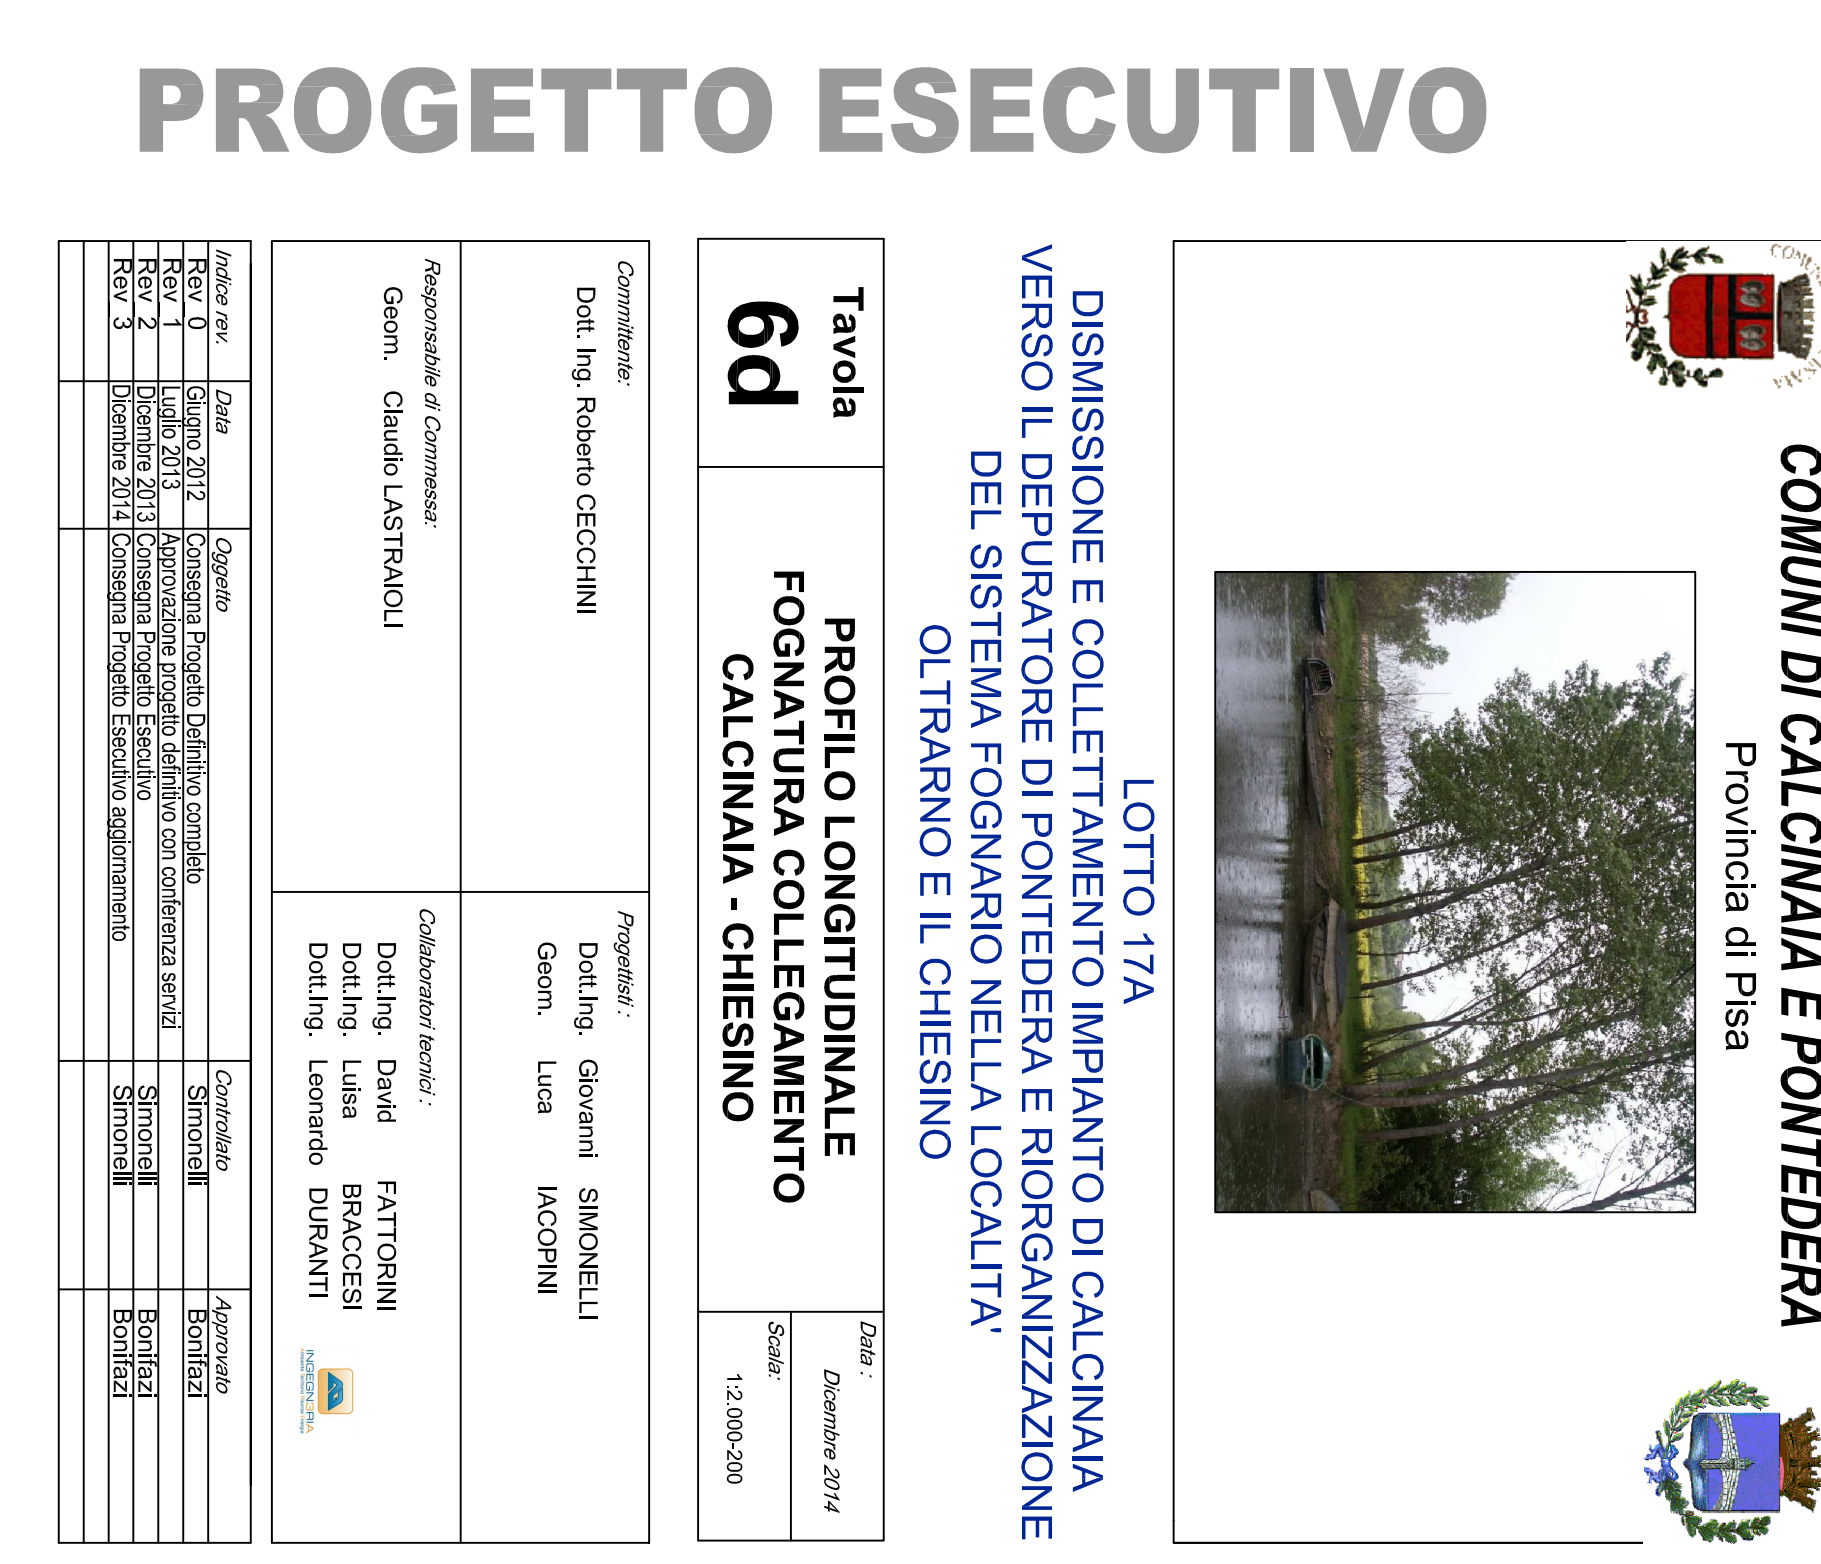 PROGETTO ESECUTIVO
COMUNI DI CALCINAIA E PONTEDERA
Provincia di Pisa
LOTTO 17A
DISMISSIONE E COLLETTAMENTO IMPIANTO DI CALCINAIA
VERSO IL DEPURATORE DI PONTEDERA E RIORGANIZZAZIONE
DEL SISTEMA FOGNARIO NELLA LOCALITA'
OLTRARNO E IL CHIESINO
Tavola
6d
PROFILO LONGITUDINALE
FOGNATURA COLLEGAMENTO
CALCINAIA - CHIESINO
Data :
Dicembre 2014
Scala:
1:2.000-200
Committente:
Dott. Ing. Roberto CECCHINI
Progettisti :
Dott.Ing. Giovanni SIMONELLI
Geom. Luca IACOPINI
Responsabile di Commessa:
Geom. Claudio LASTRAIOLI
Collaboratori tecnici :
Dott.Ing. David FATTORINI
Dott.Ing. Luisa BRACCESI
Dott.Ing. Leonardo DURANTI
INGEGN3RIA
Indice rev. Data Oggetto Controllato Approvato
Rev 0 Giugno 2012 Consegna Progetto Definitivo completo Simonelli Bonifazi
Rev 1 Luglio 2013 Approvazione progetto definitivo con conferenza servizi
Rev 2 Dicembre 2013 Consegna Progetto Esecutivo Simonelli Bonifazi
Rev 3 Dicembre 2014 Consegna Progetto Esecutivo aggiornamento Simonelli Bonifazi